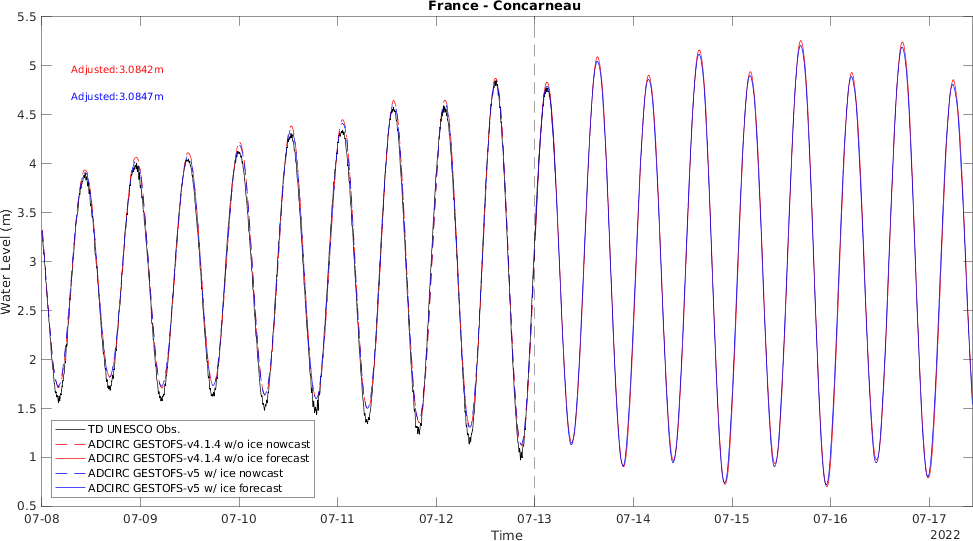 France - Concarneau
5.5
5
4.5
4
3.5
3
2.5
2
1.5
1
0.5
Water Level (m)
Adjusted:3.0842m
Adjusted:3.0847m
TD UNESCO Obs.
ADCIRC GESTOFS-v4.1.4 w/o ice nowcast
ADCIRC GESTOFS-v4.1.4 w/o ice forecast
ADCIRC GESTOFS-v5 w/ ice nowcast
ADCIRC GESTOFS-v5 w/ ice forecast
07-08 07-09 07-10 07-11 07-12 07-13 07-14 07-15 07-16 07-17
Time
2022